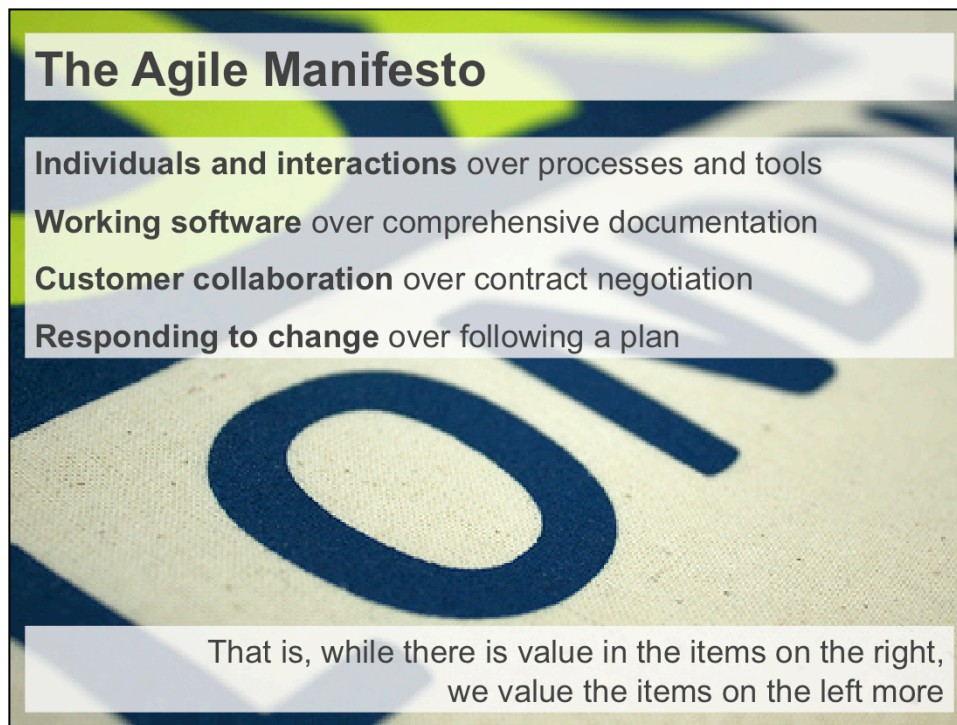 The Agile Manifesto
Individuals and interactions over processes and tools
Working software over comprehensive documentation
Customer collaboration over contract negotiation
Responding to change over following a plan
LONDON
That is, while there is value in the items on the right,
we value the items on the left more